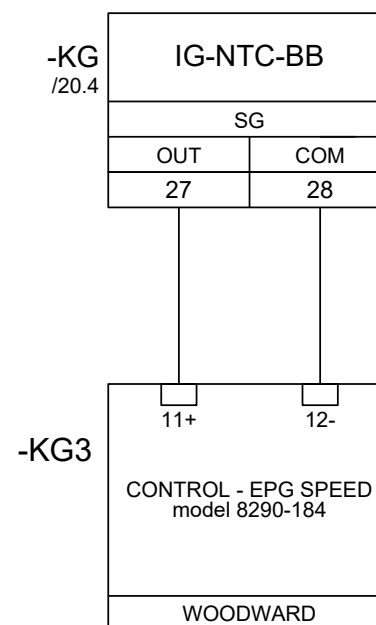 -KG
/20.4
IG-NTC-BB
SG
OUT COM
27 28
11+ 12-
-KG3
CONTROL - EPG SPEED
model 8290-184
WOODWARD